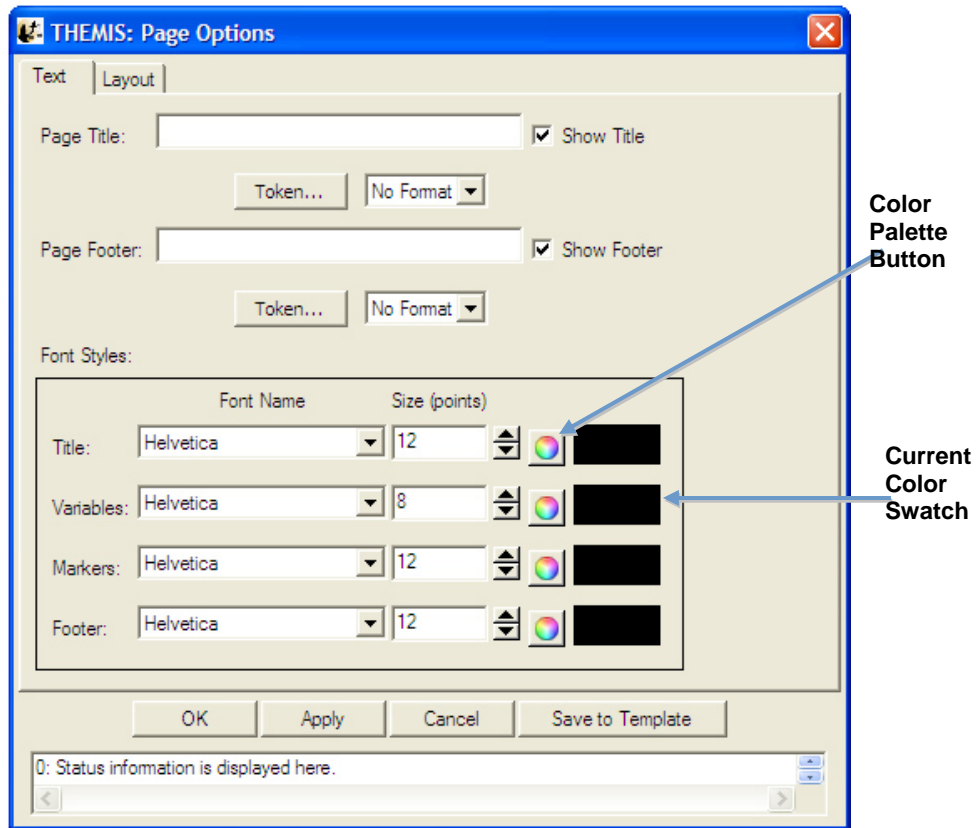 THEMIS: Page Options
Text
Layout
Page Title:
Show Title
Token...
No Format
Page Footer:
Show Footer
Token...
No Format
Color
Palette
Button
Font Styles:
Font Name
Size (points)
Title:
Helvetica
12
Variables:
Helvetica
8
Current
Color
Swatch
Markers:
Helvetica
12
Footer:
Helvetica
12
OK
Apply
Cancel
Save to Template
0: Status information is displayed here.